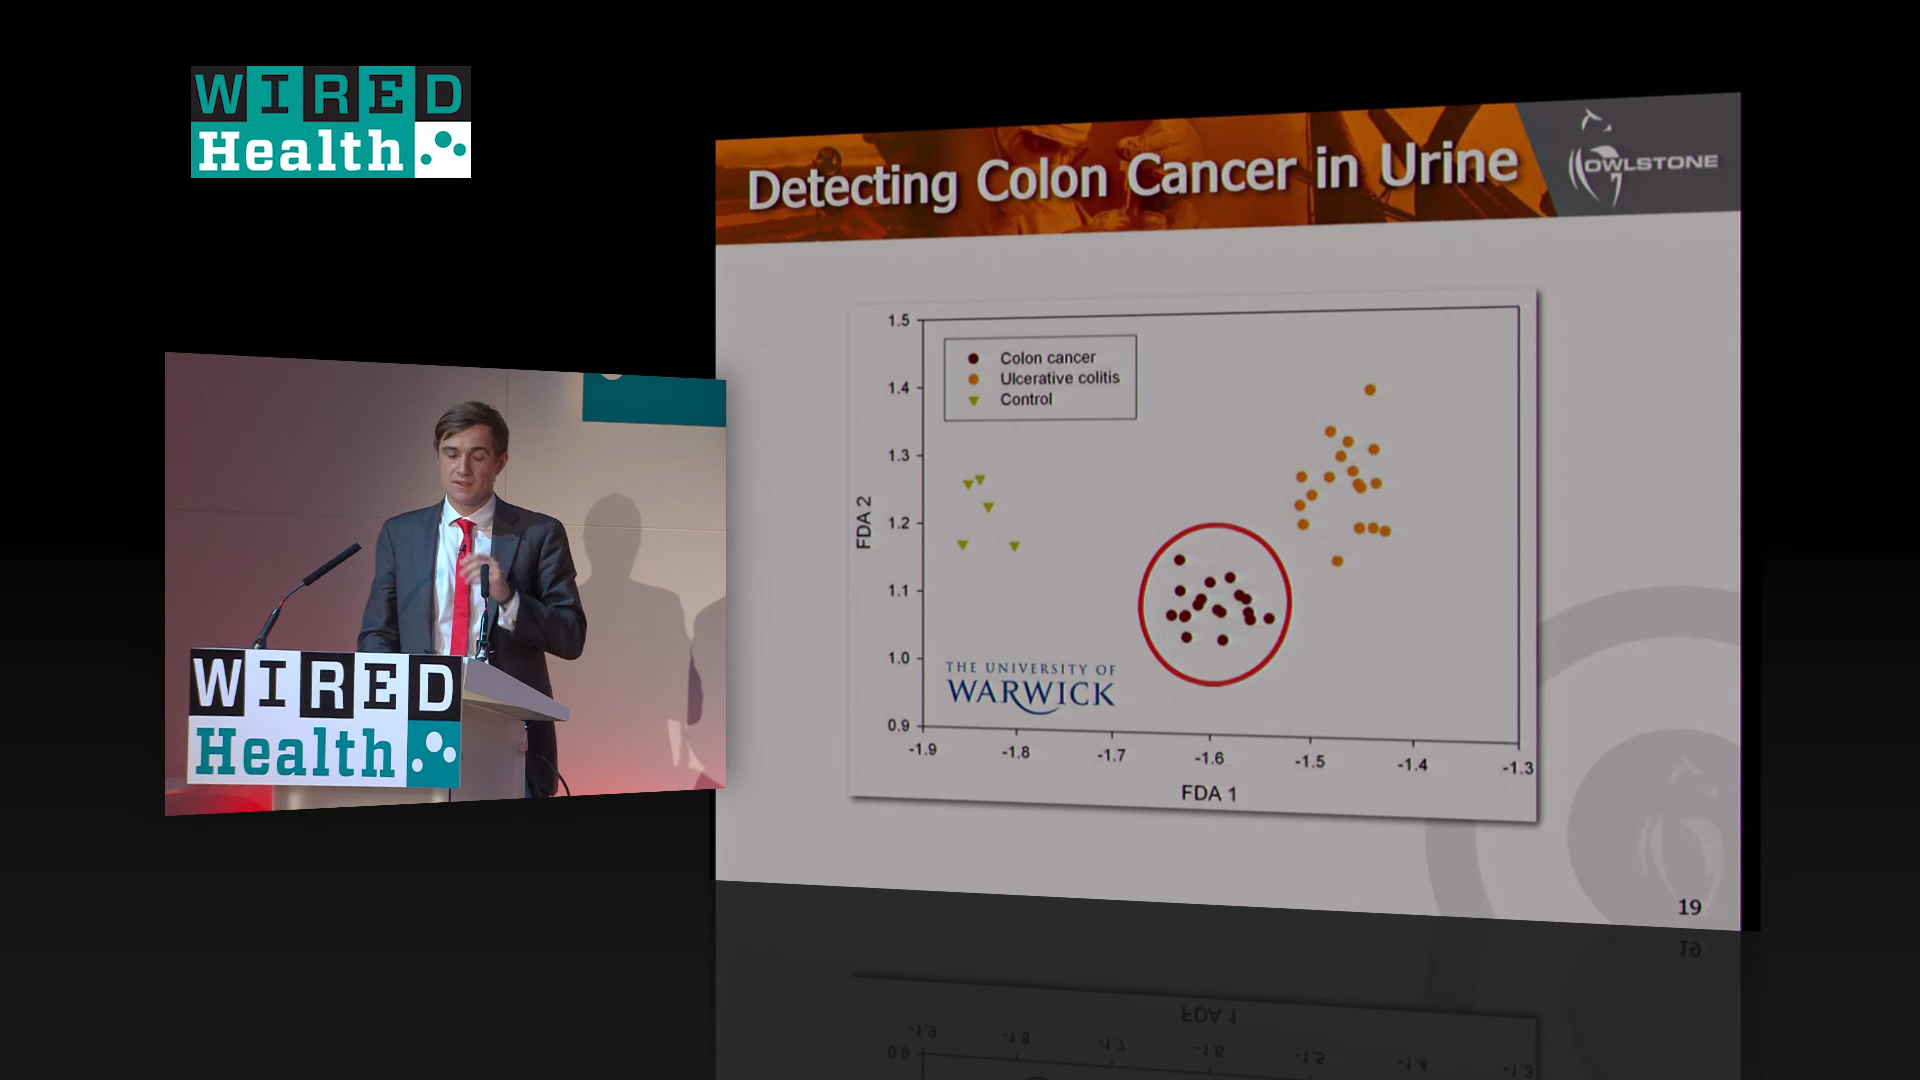 WIRED
Health
Detecting Colon Cancer in Urine
OWLSTONE
1.5
1.4
1.3
1.2
1.1
1.0
0.9
FDA 2
Colon cancer
Ulcerative colitis
Control
THE UNIVERSITY OF
WARWICK
-1.9
-1.8
-1.7
-1.6
-1.5
-1.4
-1.3
FDA 1
19
WIRED
Health